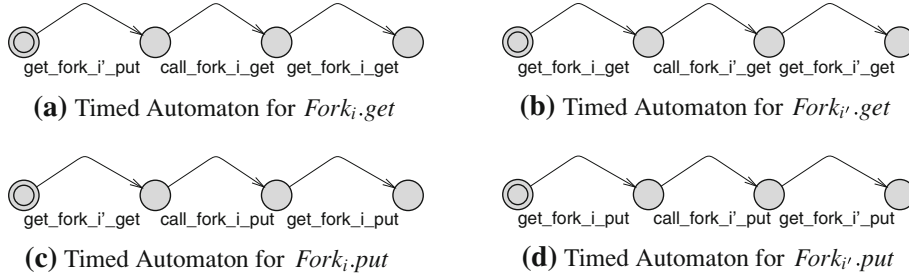 get_fork_i'_put call_fork_i_get get_fork_i_get
get_fork_i_get call_fork_i'_get get_fork_i'_get
(a) Timed Automaton for Fork_i.get
(b) Timed Automaton for Fork_i'.get
get_fork_i'_get call_fork_i_put get_fork_i_put
get_fork_i_put call_fork_i'_put get_fork_i'_put
(c) Timed Automaton for Fork_i.put
(d) Timed Automaton for Fork_i'.put